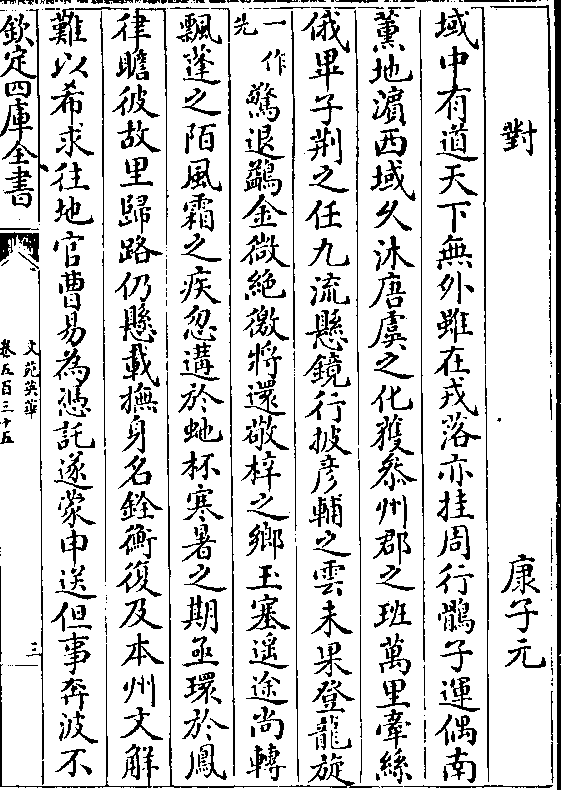 對　康子元
域中有道天下無外雖在戎落亦挂周行鶻子運偶南
薰地濵西域久沐唐虞之化獲叅州郡之班萬里牽絲
俄畢子荆之任九流懸鏡行披彦輔之雲未果登龍旋
一作先驚退鷁金微絶徼將還敬梓之鄉玉塞遥途尚轉
飄蓬之陌風霜之疾忽遘於虵杯寒暑之期亟環於鳳
律瞻彼故里歸路仍懸載撫身名銓衡復及本州文解
難以希求往地官曹易為憑託遂蒙申送但事奔波不
欽定四庫全書
文苑英華
卷五百三十五
三